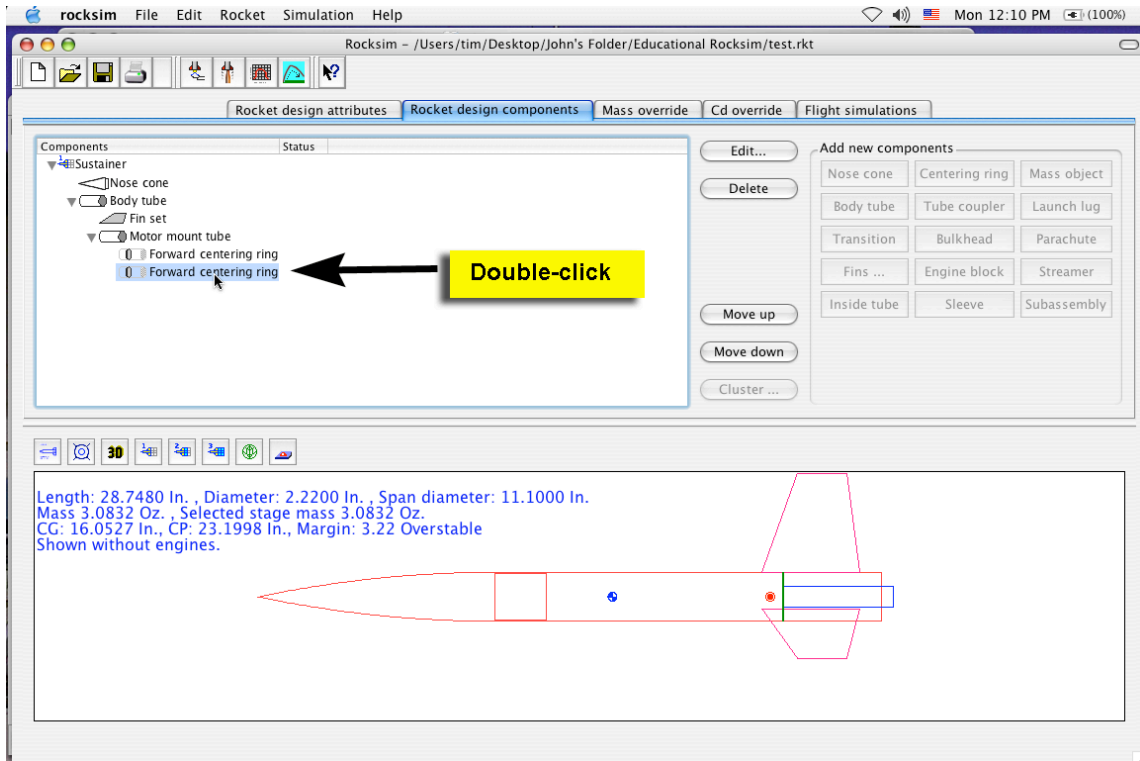 rocksim File Edit Rocket Simulation Help Mon 12:10 PM (100%)
Rocksim – /Users/tim/Desktop/John's Folder/Educational Rocksim/test.rkt
Rocket design attributes Rocket design components Mass override Cd override Flight simulations
Components Status
1 Sustainer
Nose cone
Body tube
Fin set
Motor mount tube
Forward centering ring
Forward centering ring
Double-click
Edit...
Delete
Move up
Move down
Cluster ...
Add new components
Nose cone Centering ring Mass object
Body tube Tube coupler Launch lug
Transition Bulkhead Parachute
Fins ... Engine block Streamer
Inside tube Sleeve Subassembly
3D 1 2 3
Length: 28.7480 In. , Diameter: 2.2200 In. , Span diameter: 11.1000 In.
Mass 3.0832 Oz. , Selected stage mass 3.0832 Oz.
CG: 16.0527 In., CP: 23.1998 In., Margin: 3.22 Overstable
Shown without engines.